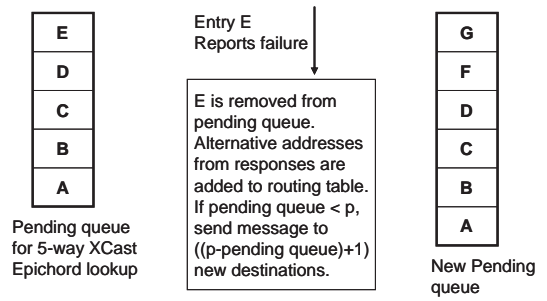 E
D
C
B
A
Pending queue
for 5-way XCast
Epichord lookup
Entry E
Reports failure
E is removed from
pending queue.
Alternative addresses
from responses are
added to routing table.
If pending queue < p,
send message to
((p-pending queue)+1)
new destinations.
G
F
D
C
B
A
New Pending
queue